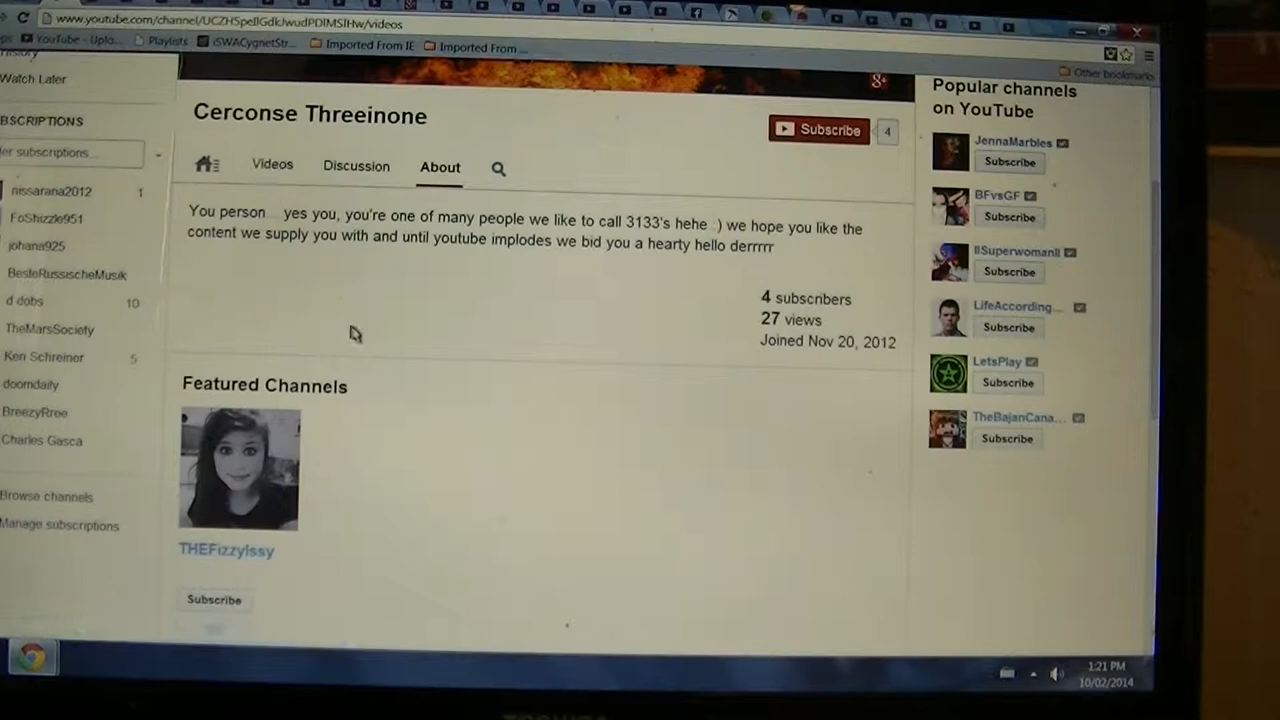 www.youtube.com/channel/UCZH5pellGdkJwudPDlMSlHw/videos
YouTube - Uplo...
Playlists
iSWACygnetStr...
Imported From IE
Imported From ...
Other bookmarks
Watch Later
BSCRIPTIONS
er subscriptions...
nissarana2012 1
FoShizzle951
johana925
BesteRussischeMusik
d dobs 10
TheMarsSociety
Ken Schreiner 5
doomdaily
BreezyRree
Charles Gasca
Browse channels
Manage subscriptions
Cerconse Threeinone
Subscribe 4
Videos Discussion About
You person yes you, you're one of many people we like to call 3133's hehe ) we hope you like the
content we supply you with and until youtube implodes we bid you a hearty hello derrrrr
4 subscribers
27 views
Joined Nov 20, 2012
Featured Channels
THEFizzyIssy
Subscribe
Popular channels
on YouTube
JennaMarbles
Subscribe
BFvsGF
Subscribe
IISuperwomanII
Subscribe
LifeAccording...
Subscribe
LetsPlay
Subscribe
TheBajanCana...
Subscribe
1:21 PM
10/02/2014